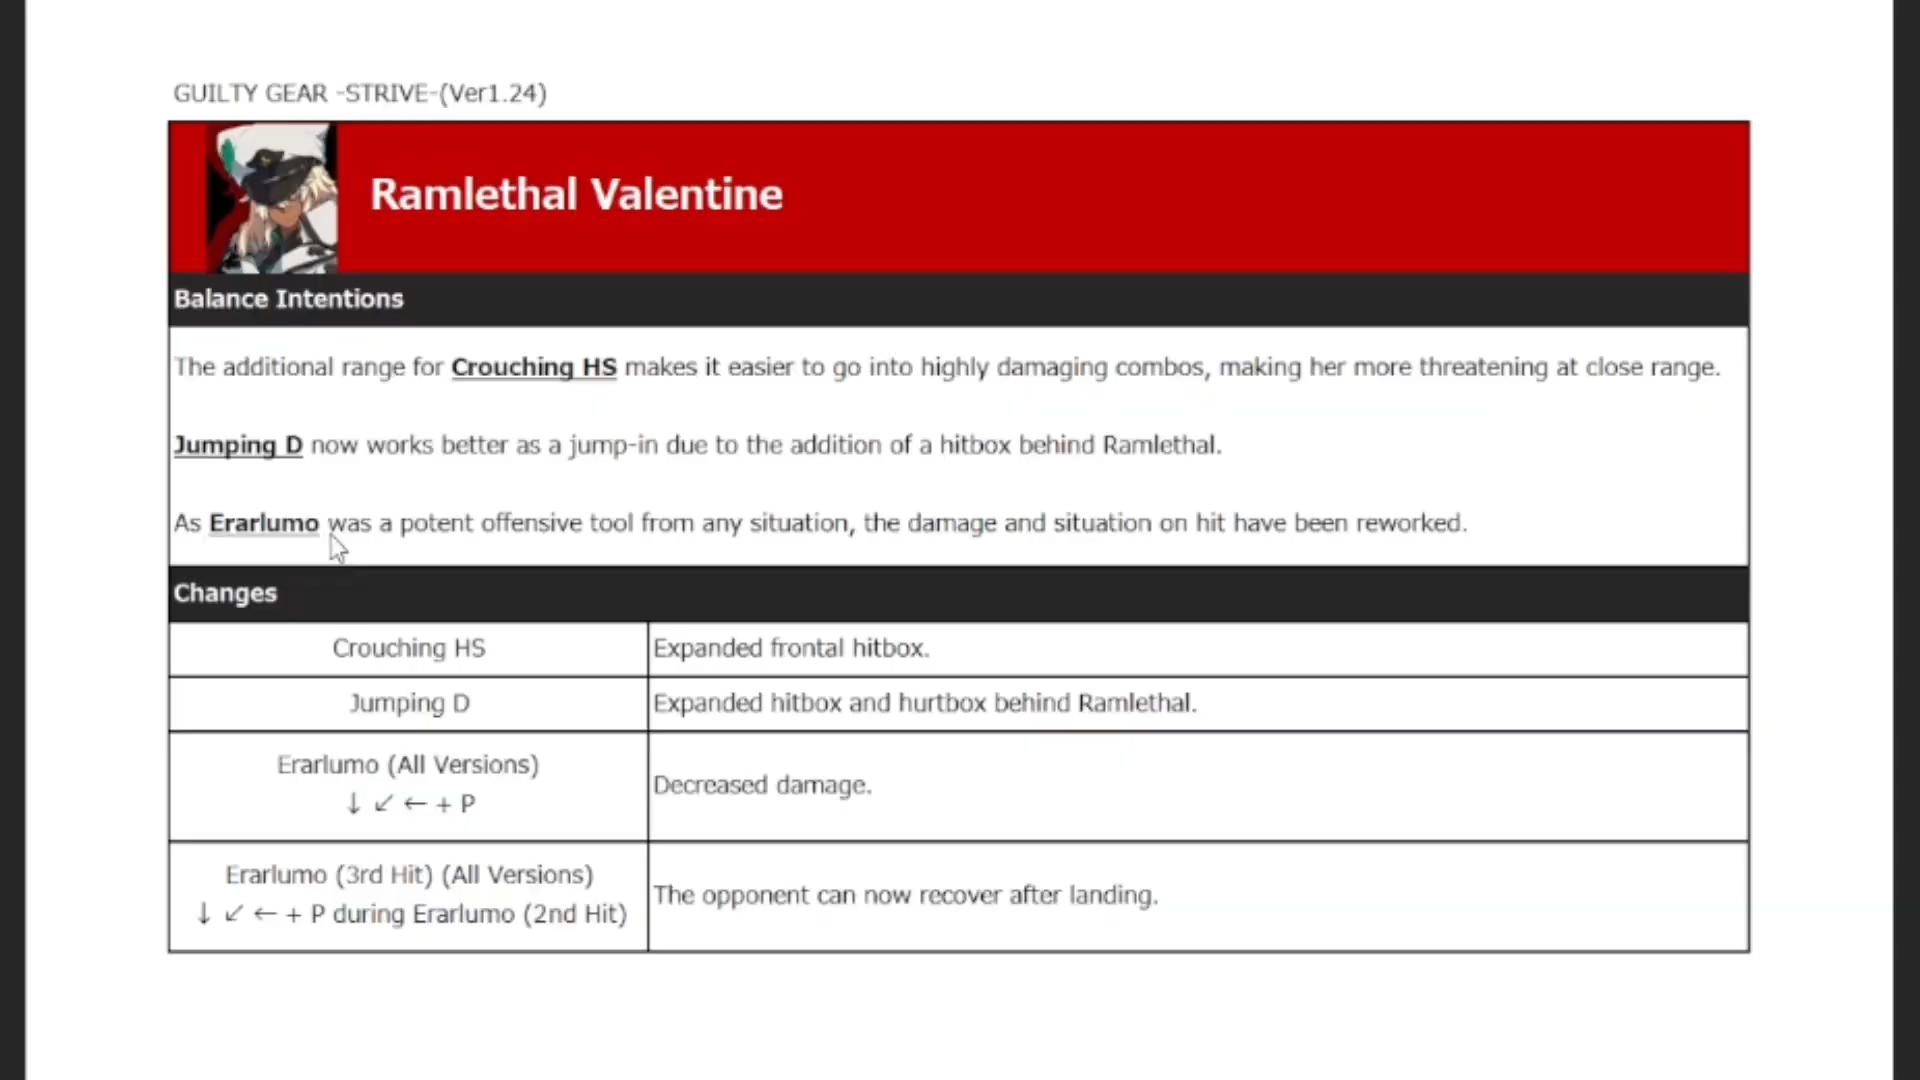 GUILTY GEAR -STRIVE-(Ver1.24)
Ramlethal Valentine
Balance Intentions
The additional range for Crouching HS makes it easier to go into highly damaging combos, making her more threatening at close range.
Jumping D now works better as a jump-in due to the addition of a hitbox behind Ramlethal.
As Erarlumo was a potent offensive tool from any situation, the damage and situation on hit have been reworked.
Changes
Crouching HS
Expanded frontal hitbox.
Jumping D
Expanded hitbox and hurtbox behind Ramlethal.
Erarlumo (All Versions)
↓ ↙ ← + P
Decreased damage.
Erarlumo (3rd Hit) (All Versions)
↓ ↙ ← + P during Erarlumo (2nd Hit)
The opponent can now recover after landing.